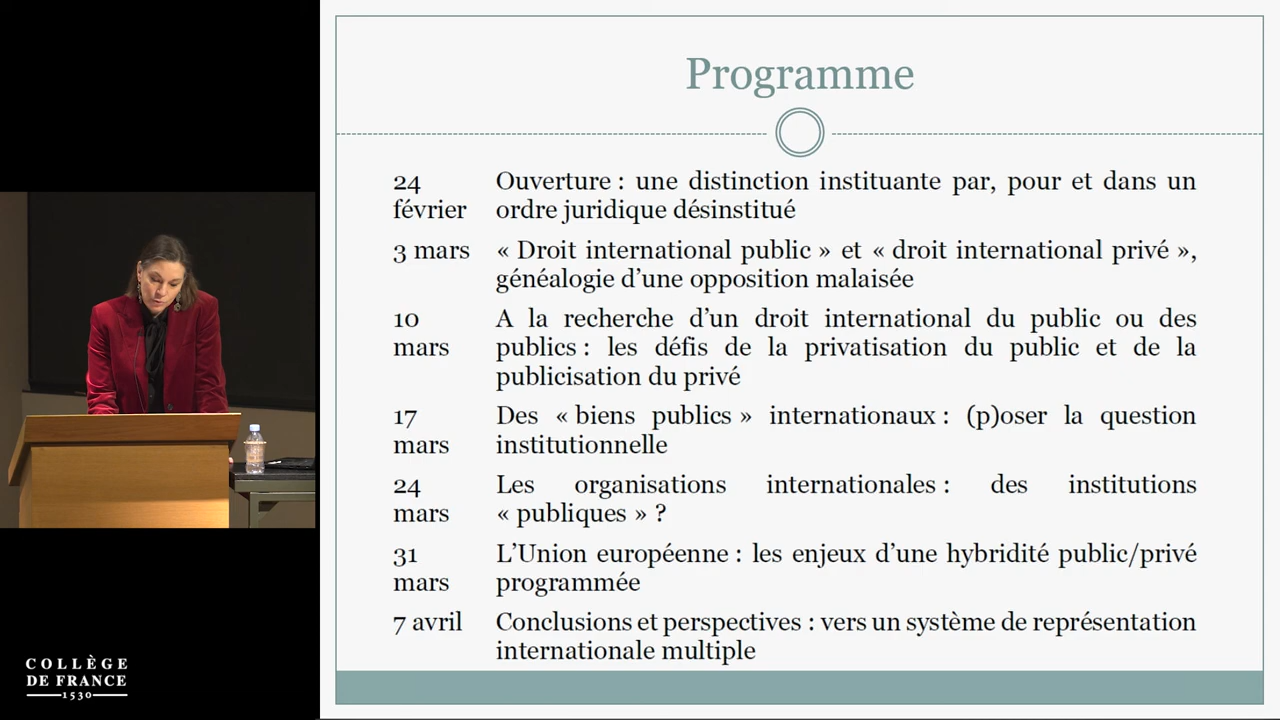 Programme
24 février Ouverture : une distinction instituante par, pour et dans un
ordre juridique désinstitué
3 mars « Droit international public » et « droit international privé »,
généalogie d’une opposition malaisée
10 mars A la recherche d’un droit international du public ou des
publics : les défis de la privatisation du public et de la
publicisation du privé
17 mars Des « biens publics » internationaux : (p)oser la question
institutionnelle
24 mars Les organisations internationales : des institutions
« publiques » ?
31 mars L’Union européenne : les enjeux d’une hybridité public/privé
programmée
7 avril Conclusions et perspectives : vers un système de représentation
internationale multiple
COLLÈGE
DE FRANCE
1530